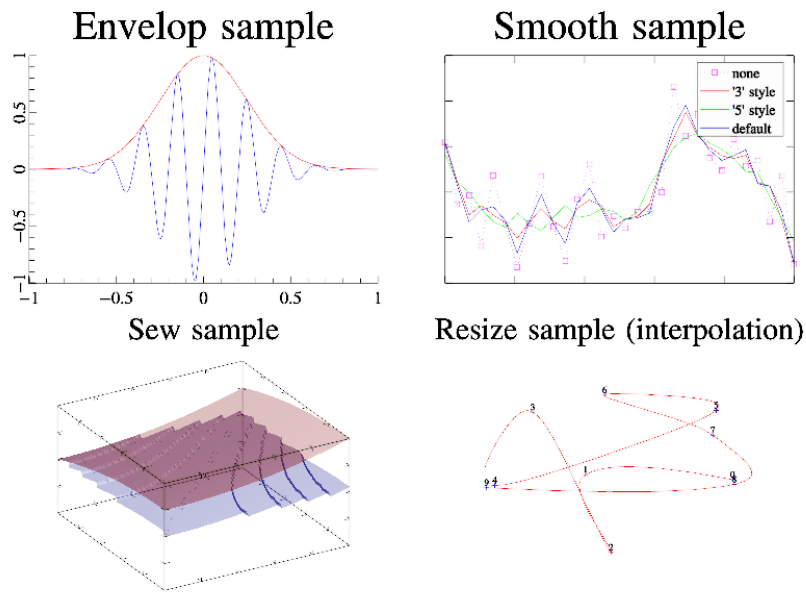 Envelop sample
Smooth sample
1
0.5
0
−0.5
−1
−1
−0.5
0
0.5
1
none
'3' style
'5' style
default
Sew sample
Resize sample (interpolation)
6
3
5
7
1
0
9
4
8
2